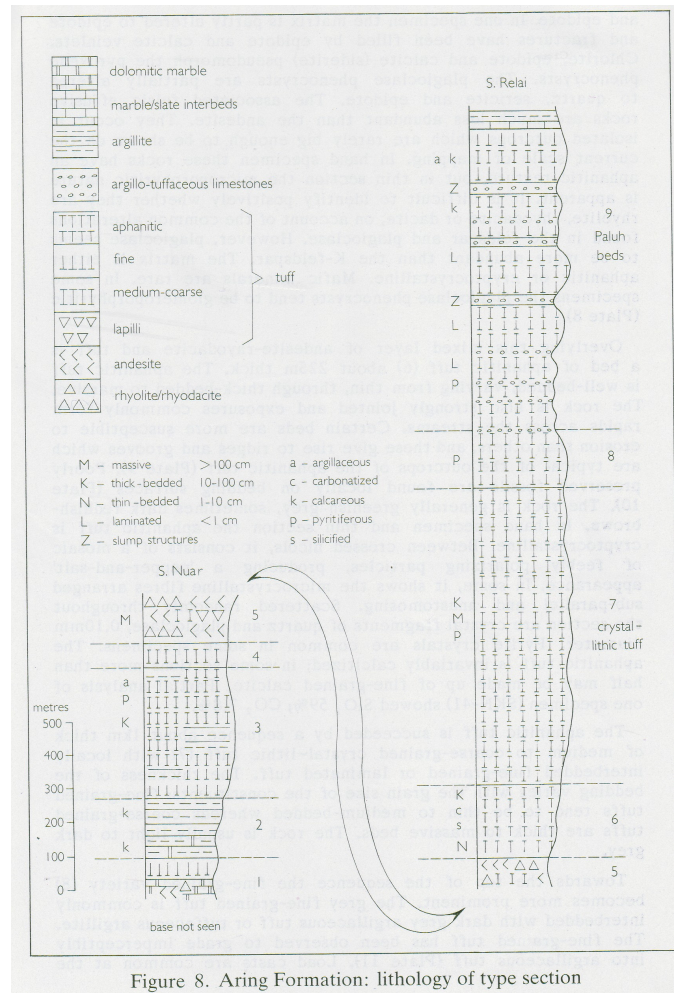 dolomitic marble
marble/slate interbeds
argillite
argillo-tuffaceous limestones
aphanitic
fine
medium-coarse
lapilli
tuff
andesite
rhyolite/rhyodacite
M - massive >100 cm
K - thick-bedded 10-100 cm
N - thin-bedded 1-10 cm
L - laminated <1 cm
Z - slump structures
a - argillaceous
c - carbonatized
k - calcareous
p - pyritiferous
s - silicified
S. Nuar
M
4
a
p
K
3
k
2
k
metres
500
400
300
200
100
0
base not seen
S. Relai
a k
Z
k
9
Paluh
beds
L
Z
L
p
p
8
K
M
p
7
crystal-
lithic tuff
K
s
N
6
5
Figure 8. Aring Formation: lithology of type section